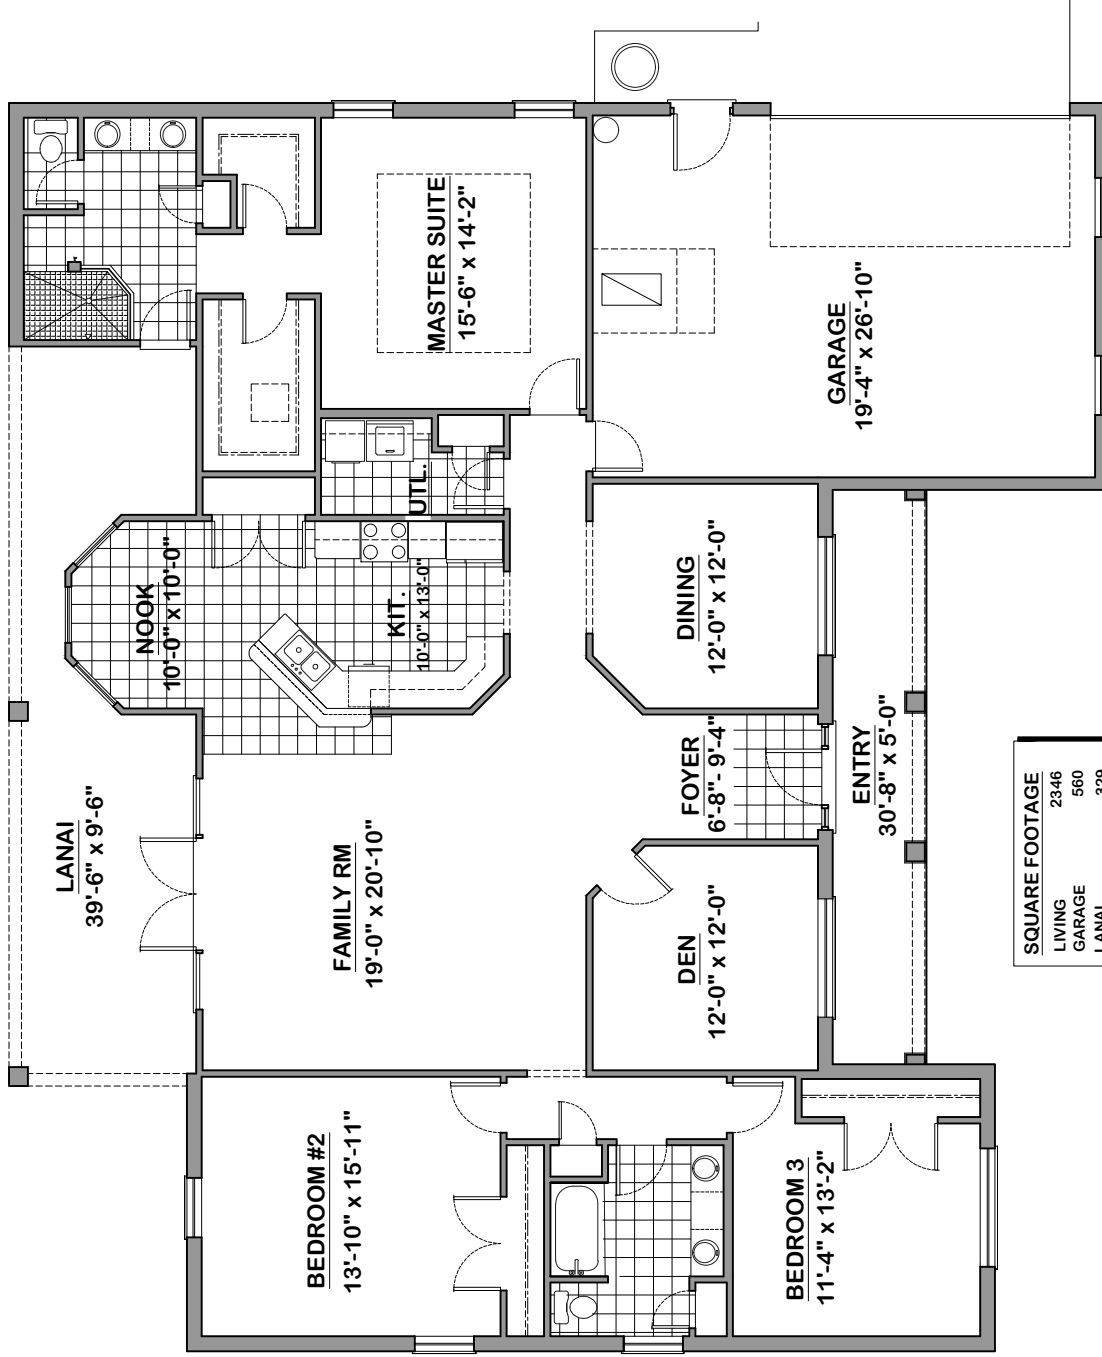 LANAI
39'-6" x 9'-6"
NOOK
10'-0" x 10'-0"
KIT.
10'-0" x 13'-0"
UTL.
MASTER SUITE
15'-6" x 14'-2"
FAMILY RM
19'-0" x 20'-10"
BEDROOM #2
13'-10" x 15'-11"
GARAGE
19'-4" x 26'-10"
DINING
12'-0" x 12'-0"
FOYER
6'-8"- 9'-4"
DEN
12'-0" x 12'-0"
ENTRY
30'-8" x 5'-0"
BEDROOM 3
11'-4" x 13'-2"
SQUARE FOOTAGE
LIVING 2346
GARAGE 560
LANAI 329